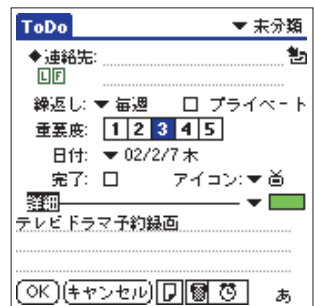 ToDo ▼ 未分類
◆連絡先:
LF
繰返し: ▼ 毎週 □ プライベート
重要度: 1 2 3 4 5
日付: ▼ 02/2/7 木
完了: □ アイコン: ▼
詳細 ▼
テレビドラマ予約録画
OK キャンセル あ